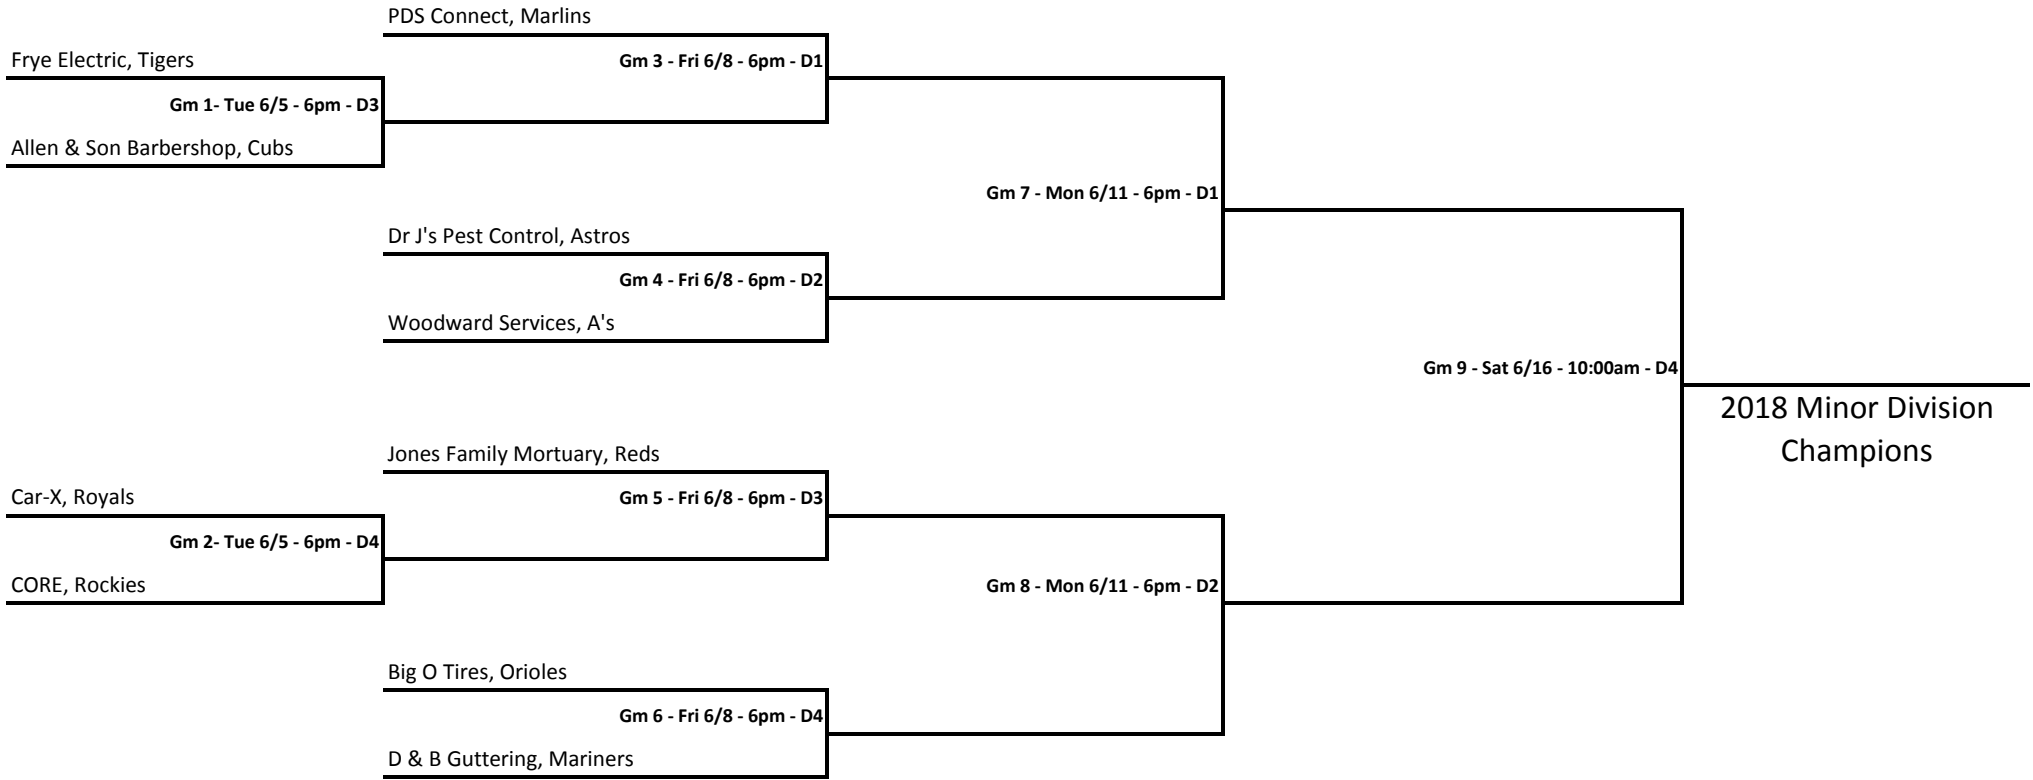 PDS Connect, Marlins
Frye Electric, Tigers
Gm 3 - Fri 6/8 - 6pm - D1
Gm 1- Tue 6/5 - 6pm - D3
Allen & Son Barbershop, Cubs
Gm 7 - Mon 6/11 - 6pm - D1
Dr J's Pest Control, Astros
Gm 4 - Fri 6/8 - 6pm - D2
Woodward Services, A's
Gm 9 - Sat 6/16 - 10:00am - D4
2018 Minor Division
Champions
Jones Family Mortuary, Reds
Car-X, Royals
Gm 5 - Fri 6/8 - 6pm - D3
Gm 2- Tue 6/5 - 6pm - D4
CORE, Rockies
Gm 8 - Mon 6/11 - 6pm - D2
Big O Tires, Orioles
Gm 6 - Fri 6/8 - 6pm - D4
D & B Guttering, Mariners